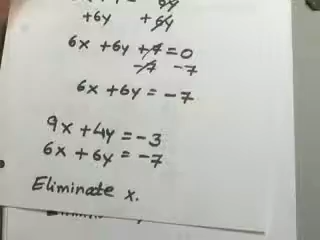 +6y +6y
6x + 6y + 7 = 0
-7 -7
6x + 6y = -7
9x + 4y = -3
6x + 6y = -7
Eliminate x.